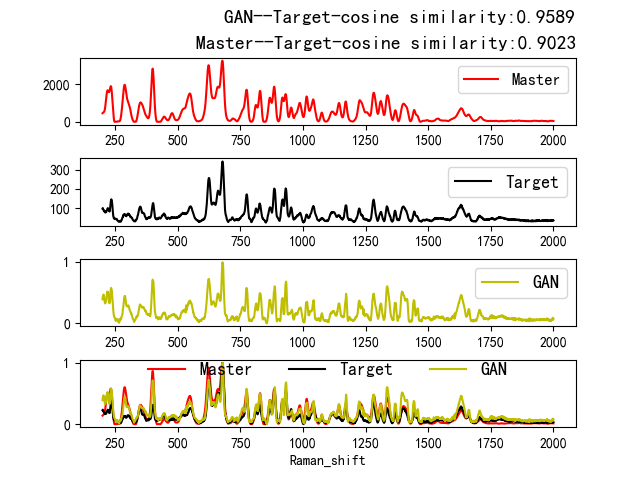 GAN--Target-cosine similarity:0.9589
Master--Target-cosine similarity:0.9023
2000
0
Master
250 500 750 1000 1250 1500 1750 2000
300
200
100
Target
250 500 750 1000 1250 1500 1750 2000
1
0
GAN
250 500 750 1000 1250 1500 1750 2000
1
0
Master Target GAN
250 500 750 1000 1250 1500 1750 2000
Raman_shift